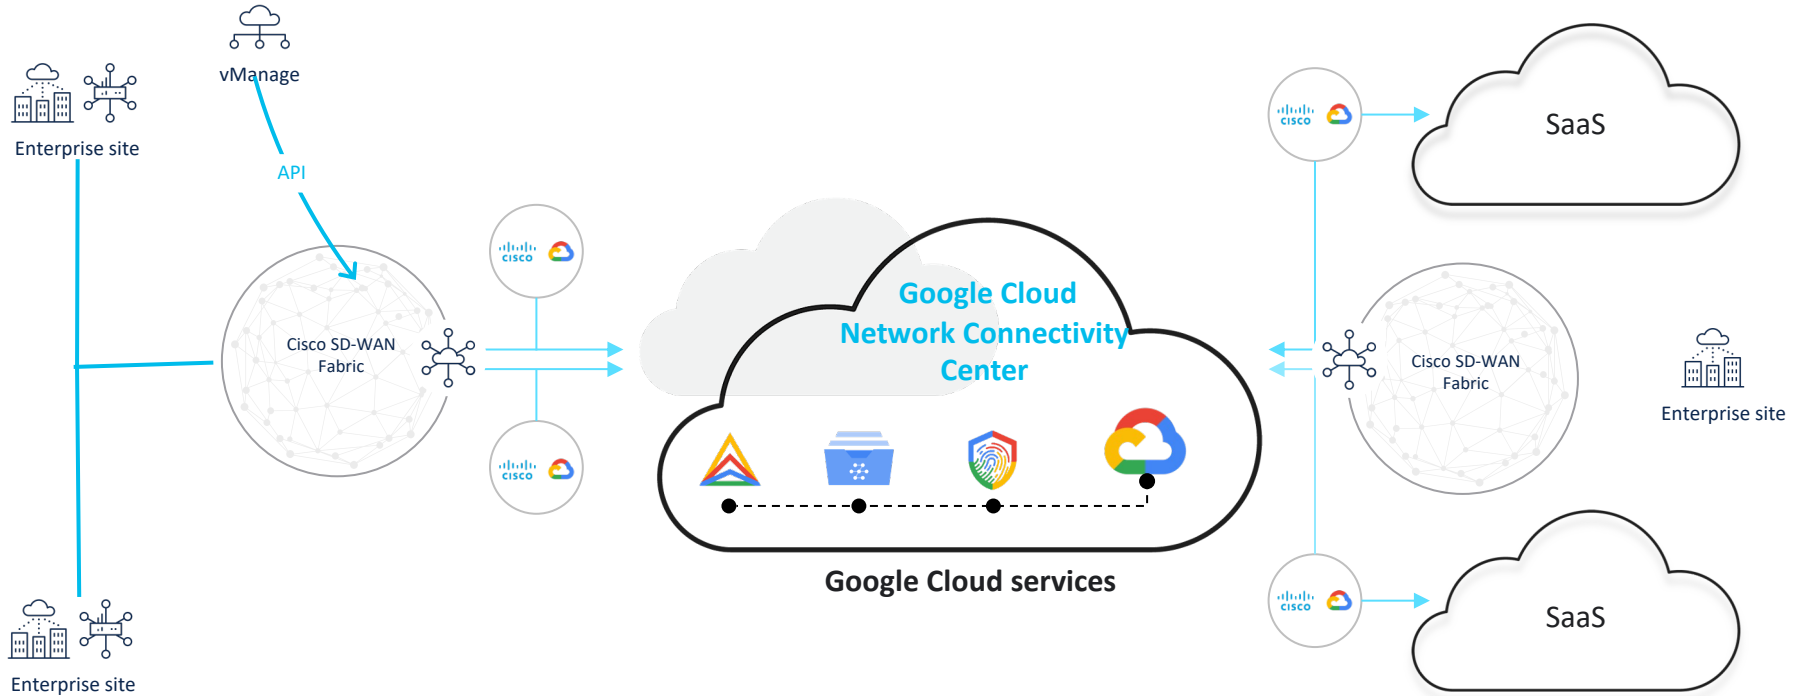 vManage
Enterprise site
API
CISCO
CISCO
SaaS
Google Cloud
Network Connectivity
Center
Cisco SD-WAN
Fabric
Cisco SD-WAN
Fabric
Enterprise site
CISCO
Google Cloud services
CISCO
SaaS
Enterprise site